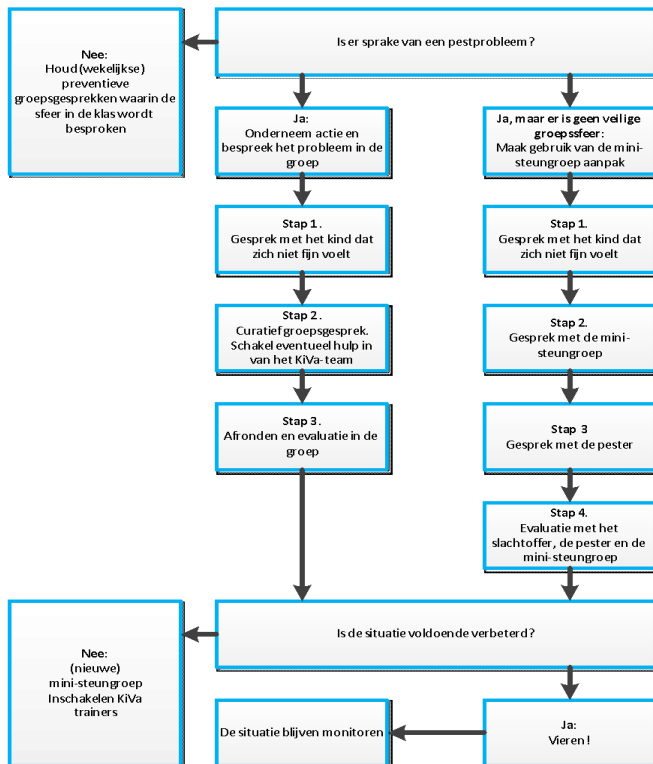 Is er sprake van een pestprobleem?
Nee:
Houd (wekelijkse)
preventieve
groepsgesprekken waarin de
sfeer in de klas wordt
besproken
Ja:
Onderneem actie en
bespreek het probleem in de
groep
Ja, maar er is geen veilige
groepssfeer:
Maak gebruik van de mini-
steungroep aanpak
Stap 1.
Gesprek met het kind dat
zich niet fijn voelt
Stap 1.
Gesprek met het kind dat
zich niet fijn voelt
Stap 2.
Curatief groepsgesprek.
Schakel eventueel hulp in
van het KiVa-team
Stap 2.
Gesprek met de mini-
steungroep
Stap 3.
Afronden en evaluatie in de
groep
Stap 3
Gesprek met de pester
Stap 4.
Evaluatie met het
slachtoffer, de pester en de
mini-steungroep
Is de situatie voldoende verbeterd?
Nee:
(nieuwe)
mini-steungroep
Inschakelen KiVa
trainers
De situatie blijven monitoren
Ja:
Vieren!